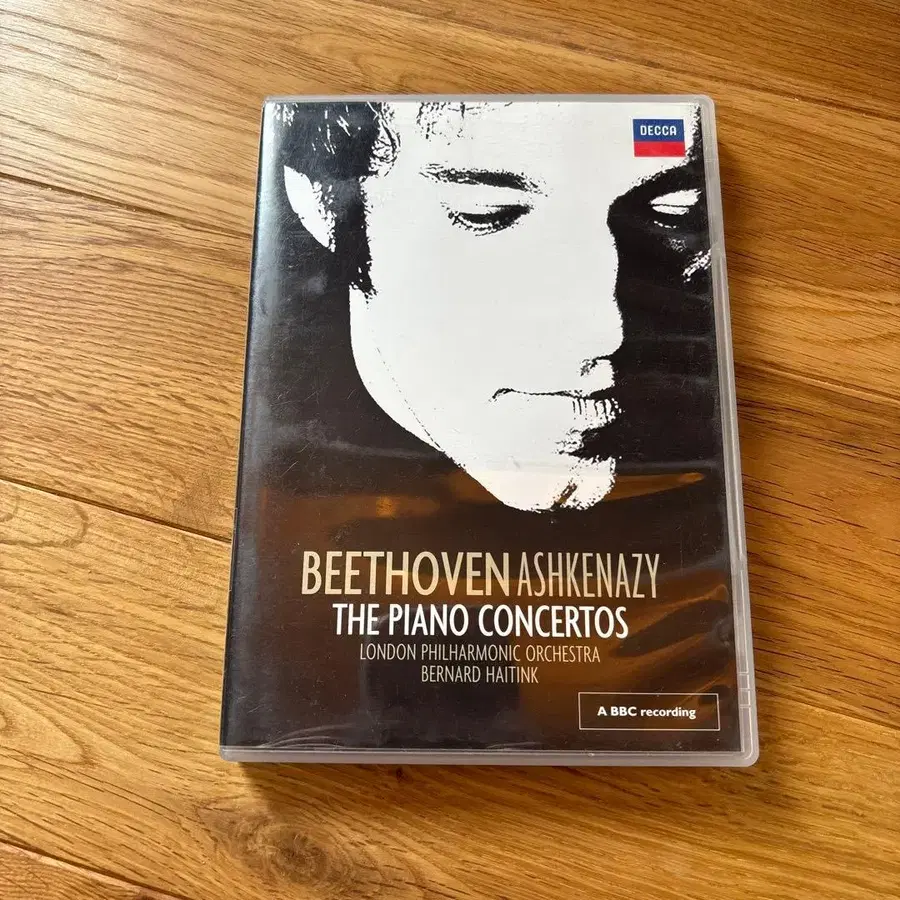 DECCA
BEETHOVEN ASHKENAZY
THE PIANO CONCERTOS
LONDON PHILHARMONIC ORCHESTRA
BERNARD HAITINK
A BBC recording